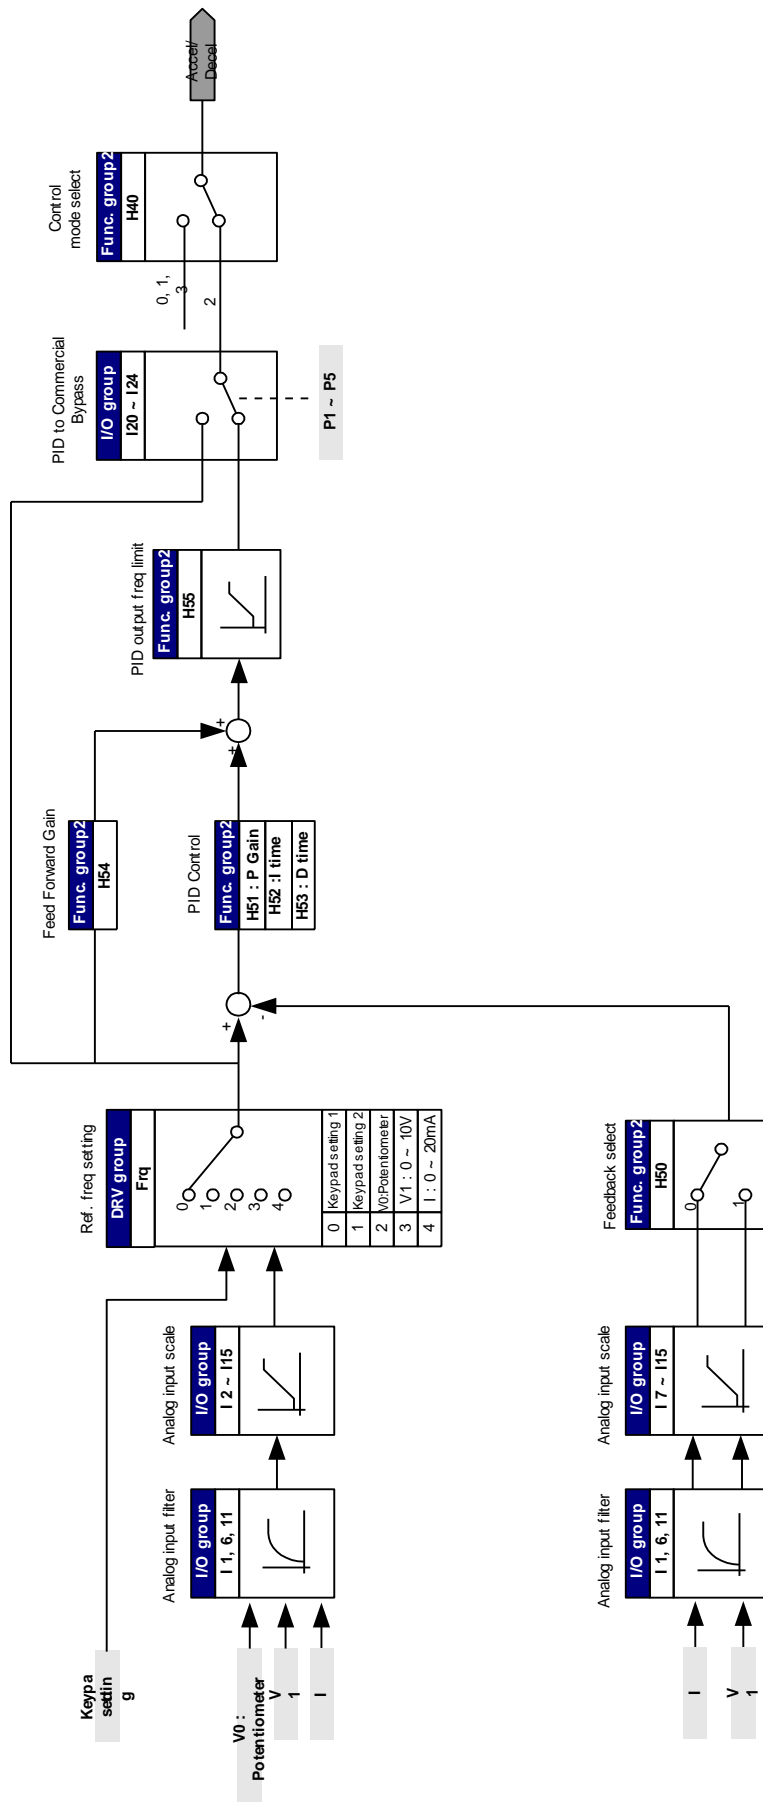 Accel/
Decel
Control
mode select
Func. group2
H40
0, 1,
3
2
PID to Commercial
Bypass
I/O group
I20 ~ I24
P1 ~ P5
PID output freq limit
Func. group2
H55
+
+
Feed Forward Gain
Func. group2
H54
PID Control
Func. group2
H51 : P Gain
H52 :I time
H53 : D time
+
-
Ref. freq setting
DRV group
Frq
0
1
2
3
4
0 Keypad setting 1
1 Keypad setting 2
2 V0:Potentiometer
3 V1 : 0 ~ 10V
4 I : 0 ~ 20mA
Feedback select
Func. group2
H50
0
1
Analog input scale
I/O group
I 2 ~ I15
Analog input scale
I/O group
I 7 ~ I15
Analog input filter
I/O group
I 1, 6, 11
Analog input filter
I/O group
I 1, 6, 11
Keypa
settin
g
V0 :
Potentiometer
V
1
I
I
V
1